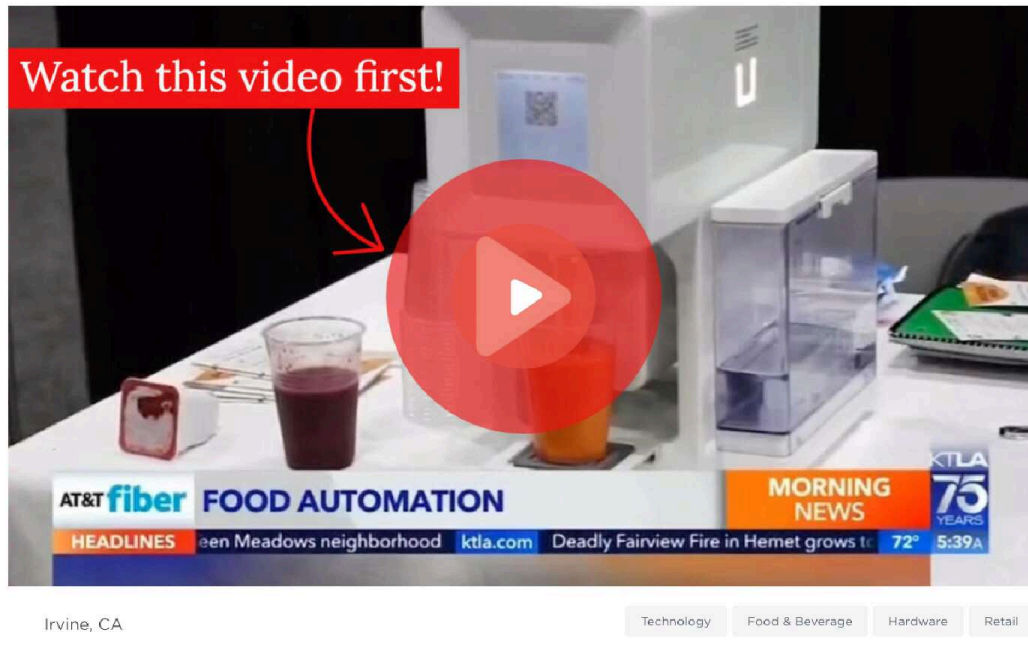 Watch this video first!
U
AT&T fiber FOOD AUTOMATION
MORNING
NEWS
KTLA
75
YEARS
HEADLINES een Meadows neighborhood ktla.com Deadly Fairview Fire in Hemet grows to 72° 5:39A
Irvine, CA
Technology Food & Beverage Hardware Retail